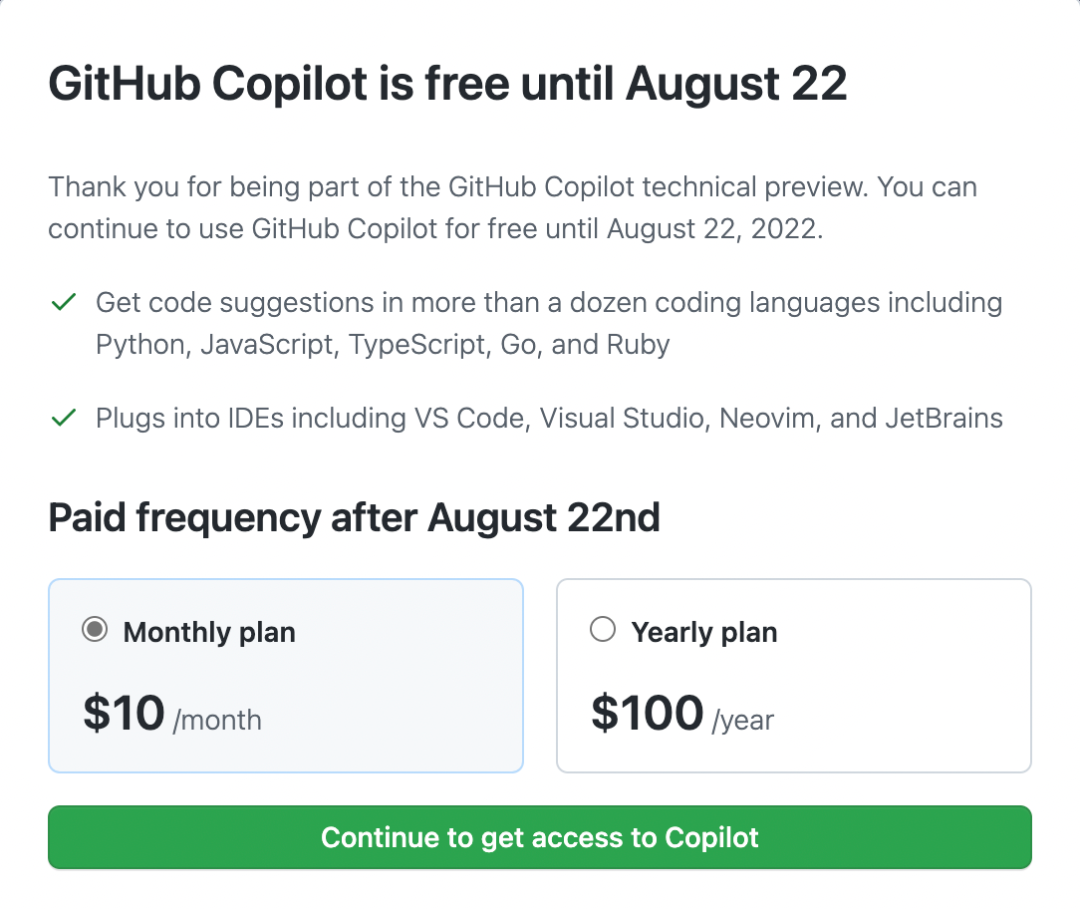 GitHub Copilot is free until August 22
Thank you for being part of the GitHub Copilot technical preview. You can
continue to use GitHub Copilot for free until August 22, 2022.
Get code suggestions in more than a dozen coding languages including
Python, JavaScript, TypeScript, Go, and Ruby
Plugs into IDEs including VS Code, Visual Studio, Neovim, and JetBrains
Paid frequency after August 22nd
Monthly plan
$10 /month
Yearly plan
$100 /year
Continue to get access to Copilot